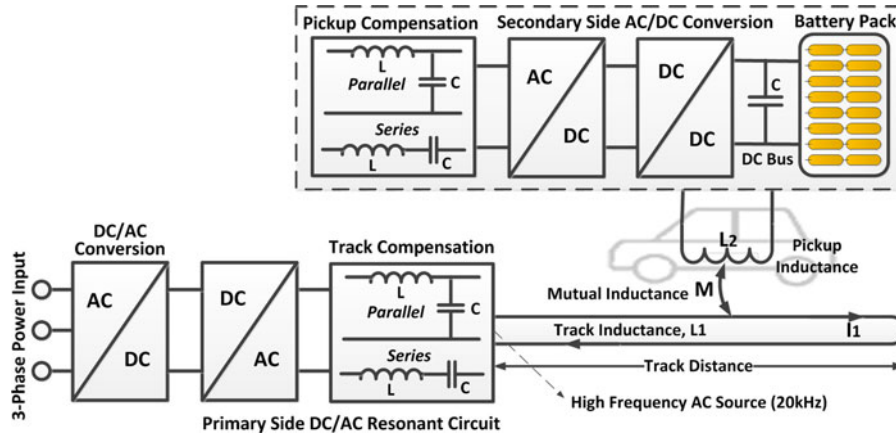 Pickup Compensation
Secondary Side AC/DC Conversion
Battery Pack
L
C
Parallel
Series
L
C
AC
DC
DC
DC
C
DC Bus
DC/AC
Conversion
Track Compensation
L2
Pickup
Inductance
3-Phase Power Input
AC
DC
DC
AC
L
C
Parallel
Series
L
C
Mutual Inductance M
Track Inductance, L1
I1
Track Distance
High Frequency AC Source (20kHz)
Primary Side DC/AC Resonant Circuit